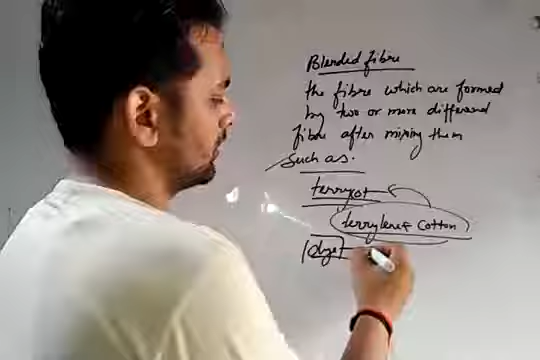 Blended fibre
the fibre which are formed
by two or more different
fibre after mixing them
Such as.
terrycot
terrylene+ Cotton